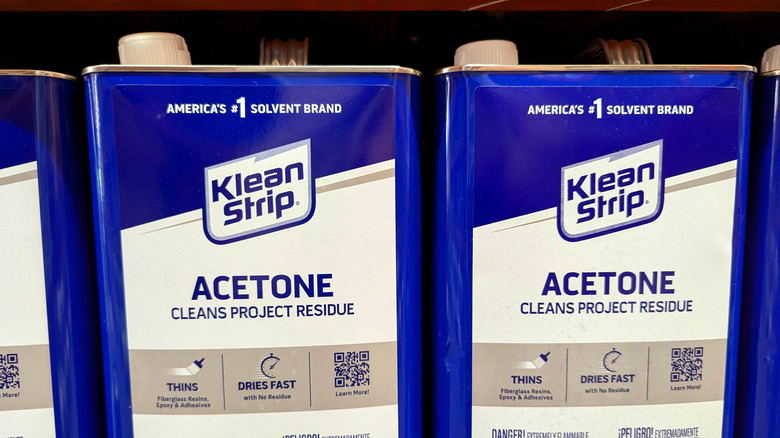 AMERICA'S #1 SOLVENT BRAND
Klean
Strip®
ACETONE
CLEANS PROJECT RESIDUE
THINS
Fiberglass Resins,
Epoxy & Adhesives
DRIES FAST
with No Residue
Learn More!
¡PELIGRO! EXTREMADAMENTE
AMERICA'S #1 SOLVENT BRAND
Klean
Strip®
ACETONE
CLEANS PROJECT RESIDUE
THINS
Fiberglass Resins,
Epoxy & Adhesives
DRIES FAST
with No Residue
Learn More!
DANGER! EXTREMELY FLAMMABLE
¡PELIGRO! EXTREMADAMENTE